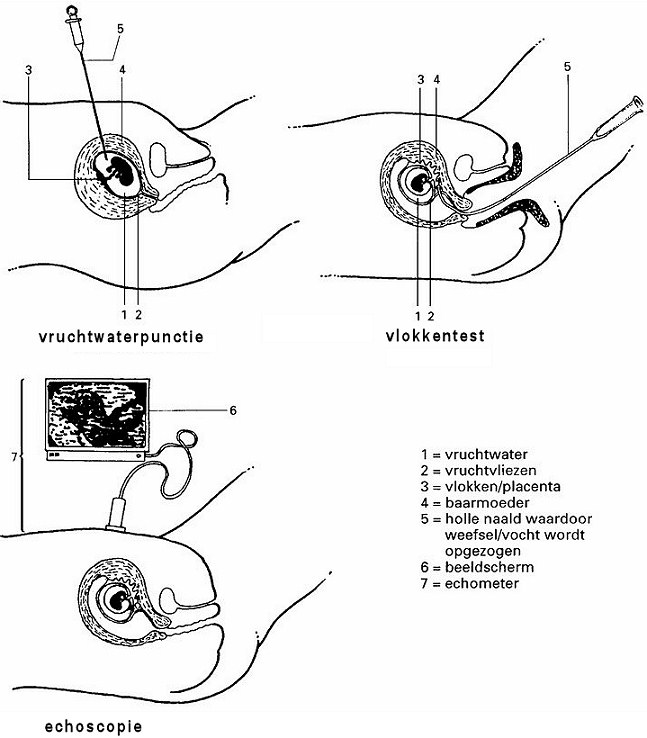 5
3
4
1 2
vruchtwaterpunctie
3 4
5
1 2
vlokkentest
7
6
echoscopie
1 = vruchtwater
2 = vruchtvliezen
3 = vlokken/placenta
4 = baarmoeder
5 = holle naald waardoor
weefsel/vocht wordt
opgezogen
6 = beeldscherm
7 = echometer